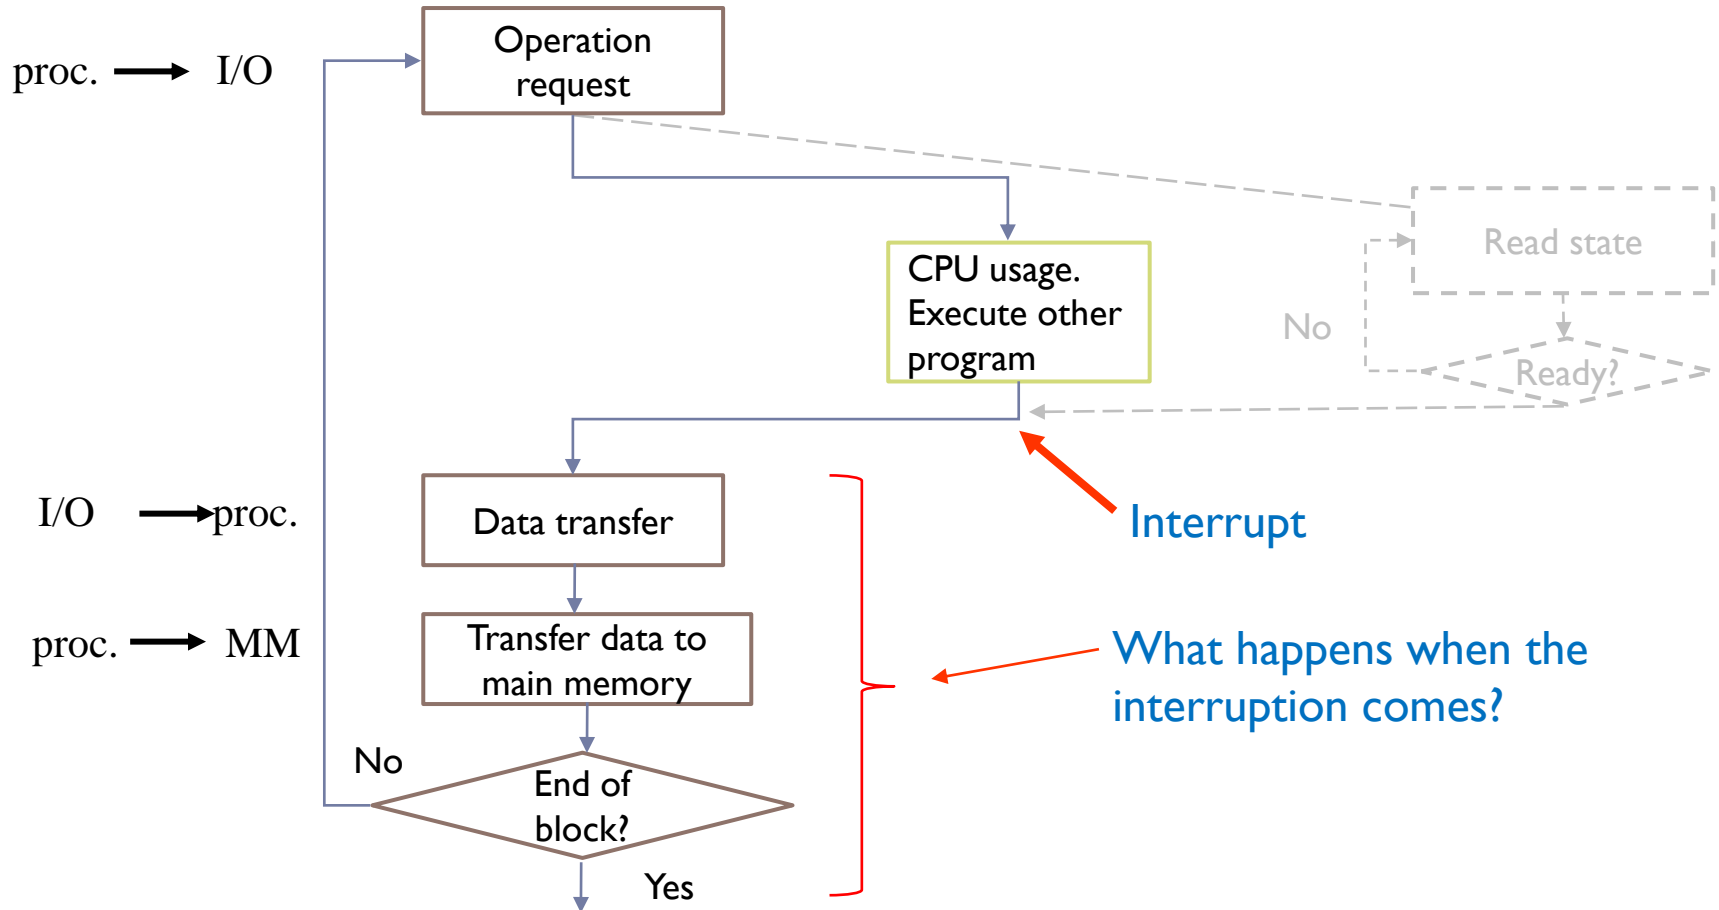 Operation
request
proc. → I/O
Read state
CPU usage.
Execute other
program
No
Ready?
I/O → proc.
Data transfer
Interrupt
proc. → MM
Transfer data to
main memory
What happens when the
interruption comes?
No
End of
block?
Yes